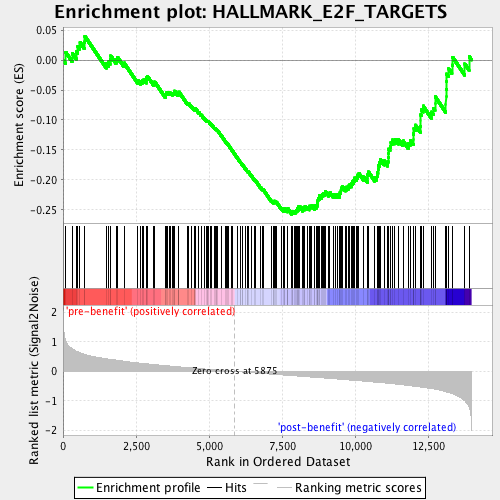 Enrichment plot: HALLMARK_E2F_TARGETS
Enrichment score (ES)
0.05
0.00
-0.05
-0.10
-0.15
-0.20
-0.25
'pre-benefit' (positively correlated)
Ranked list metric (Signal2Noise)
2
1
0
-1
-2
Zero cross at 5875
'post-benefit' (negatively correlated)
0
2,500
5,000
7,500
10,000
12,500
Rank in Ordered Dataset
Enrichment profile
Hits
Ranking metric scores